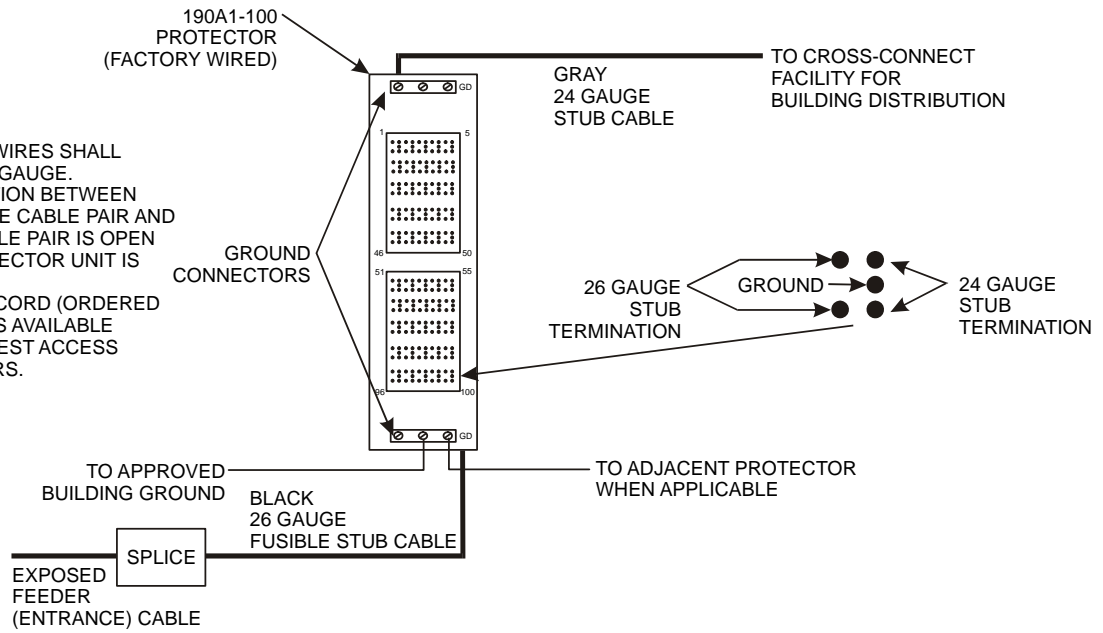 190A1-100
PROTECTOR
(FACTORY WIRED)
GRAY
24 GAUGE
STUB CABLE
TO CROSS-CONNECT
FACILITY FOR
BUILDING DISTRIBUTION
GD
WIRES SHALL
GAUGE.
TION BETWEEN
E CABLE PAIR AND
LE PAIR IS OPEN
ECTOR UNIT IS
CORD (ORDERED
S AVAILABLE
EST ACCESS
RS.
1
5
46
50
51
55
96
100
GROUND
CONNECTORS
26 GAUGE
STUB
TERMINATION
GROUND
24 GAUGE
STUB
TERMINATION
GD
TO APPROVED
BUILDING GROUND
TO ADJACENT PROTECTOR
WHEN APPLICABLE
BLACK
26 GAUGE
FUSIBLE STUB CABLE
SPLICE
EXPOSED
FEEDER
(ENTRANCE) CABLE